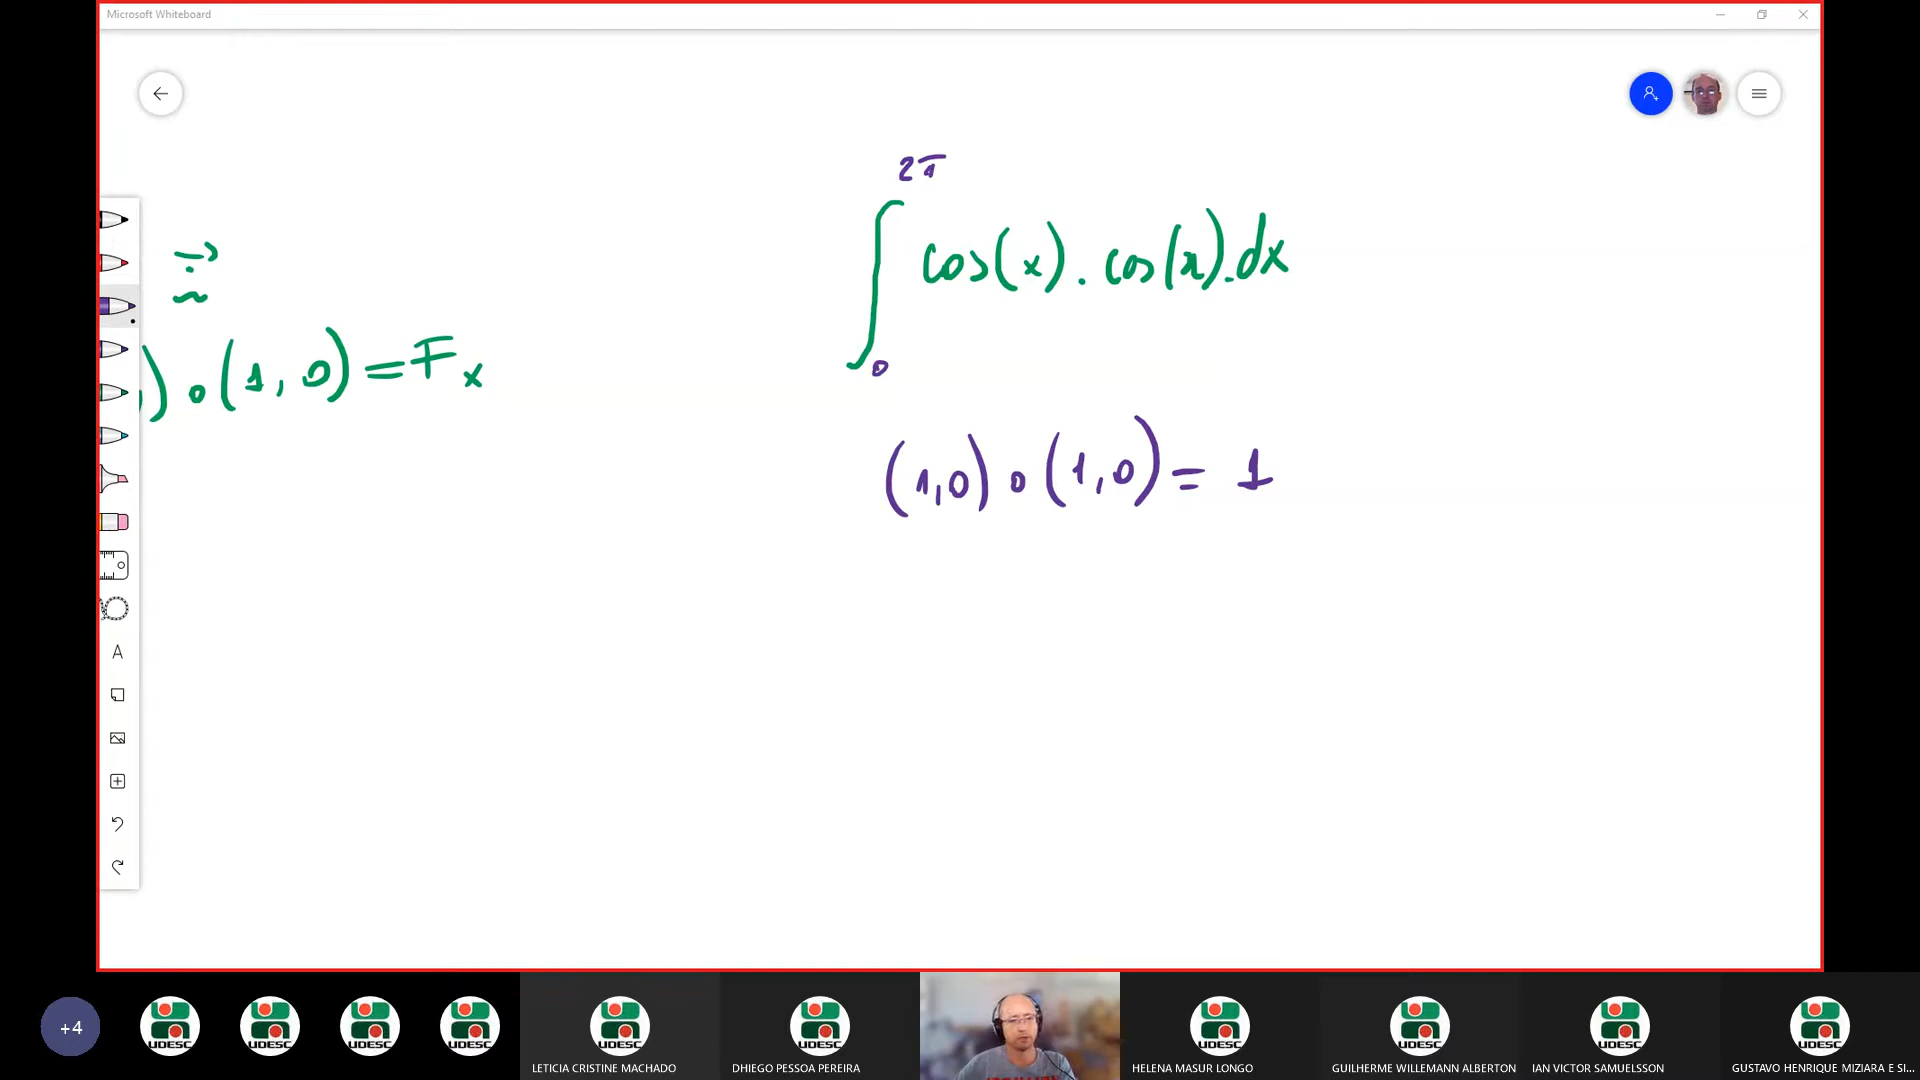 Microsoft Whiteboard
2π
∫ cos(x) . cos(x) . dx
0
) ∘ (1, 0) = Fx
(1,0) ∘ (1,0) = 1
A
+4
UDESC
UDESC
UDESC
UDESC
UDESC
UDESC
UDESC
UDESC
UDESC
UDESC
LETICIA CRISTINE MACHADO
DHIEGO PESSOA PEREIRA
HELENA MASUR LONGO
GUILHERME WILLEMANN ALBERTON
IAN VICTOR SAMUELSSON
GUSTAVO HENRIQUE MIZIARA E SI...